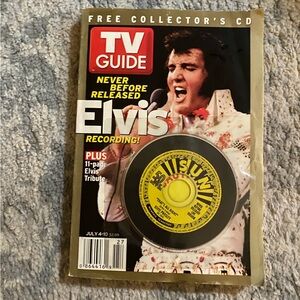 FREE COLLECTOR'S CD
TV
GUIDE
NEVER
BEFORE
RELEASED
Elvis
RECORDING!
PLUS
11-page
Elvis
Tribute
SUN
JULY 4-10
27